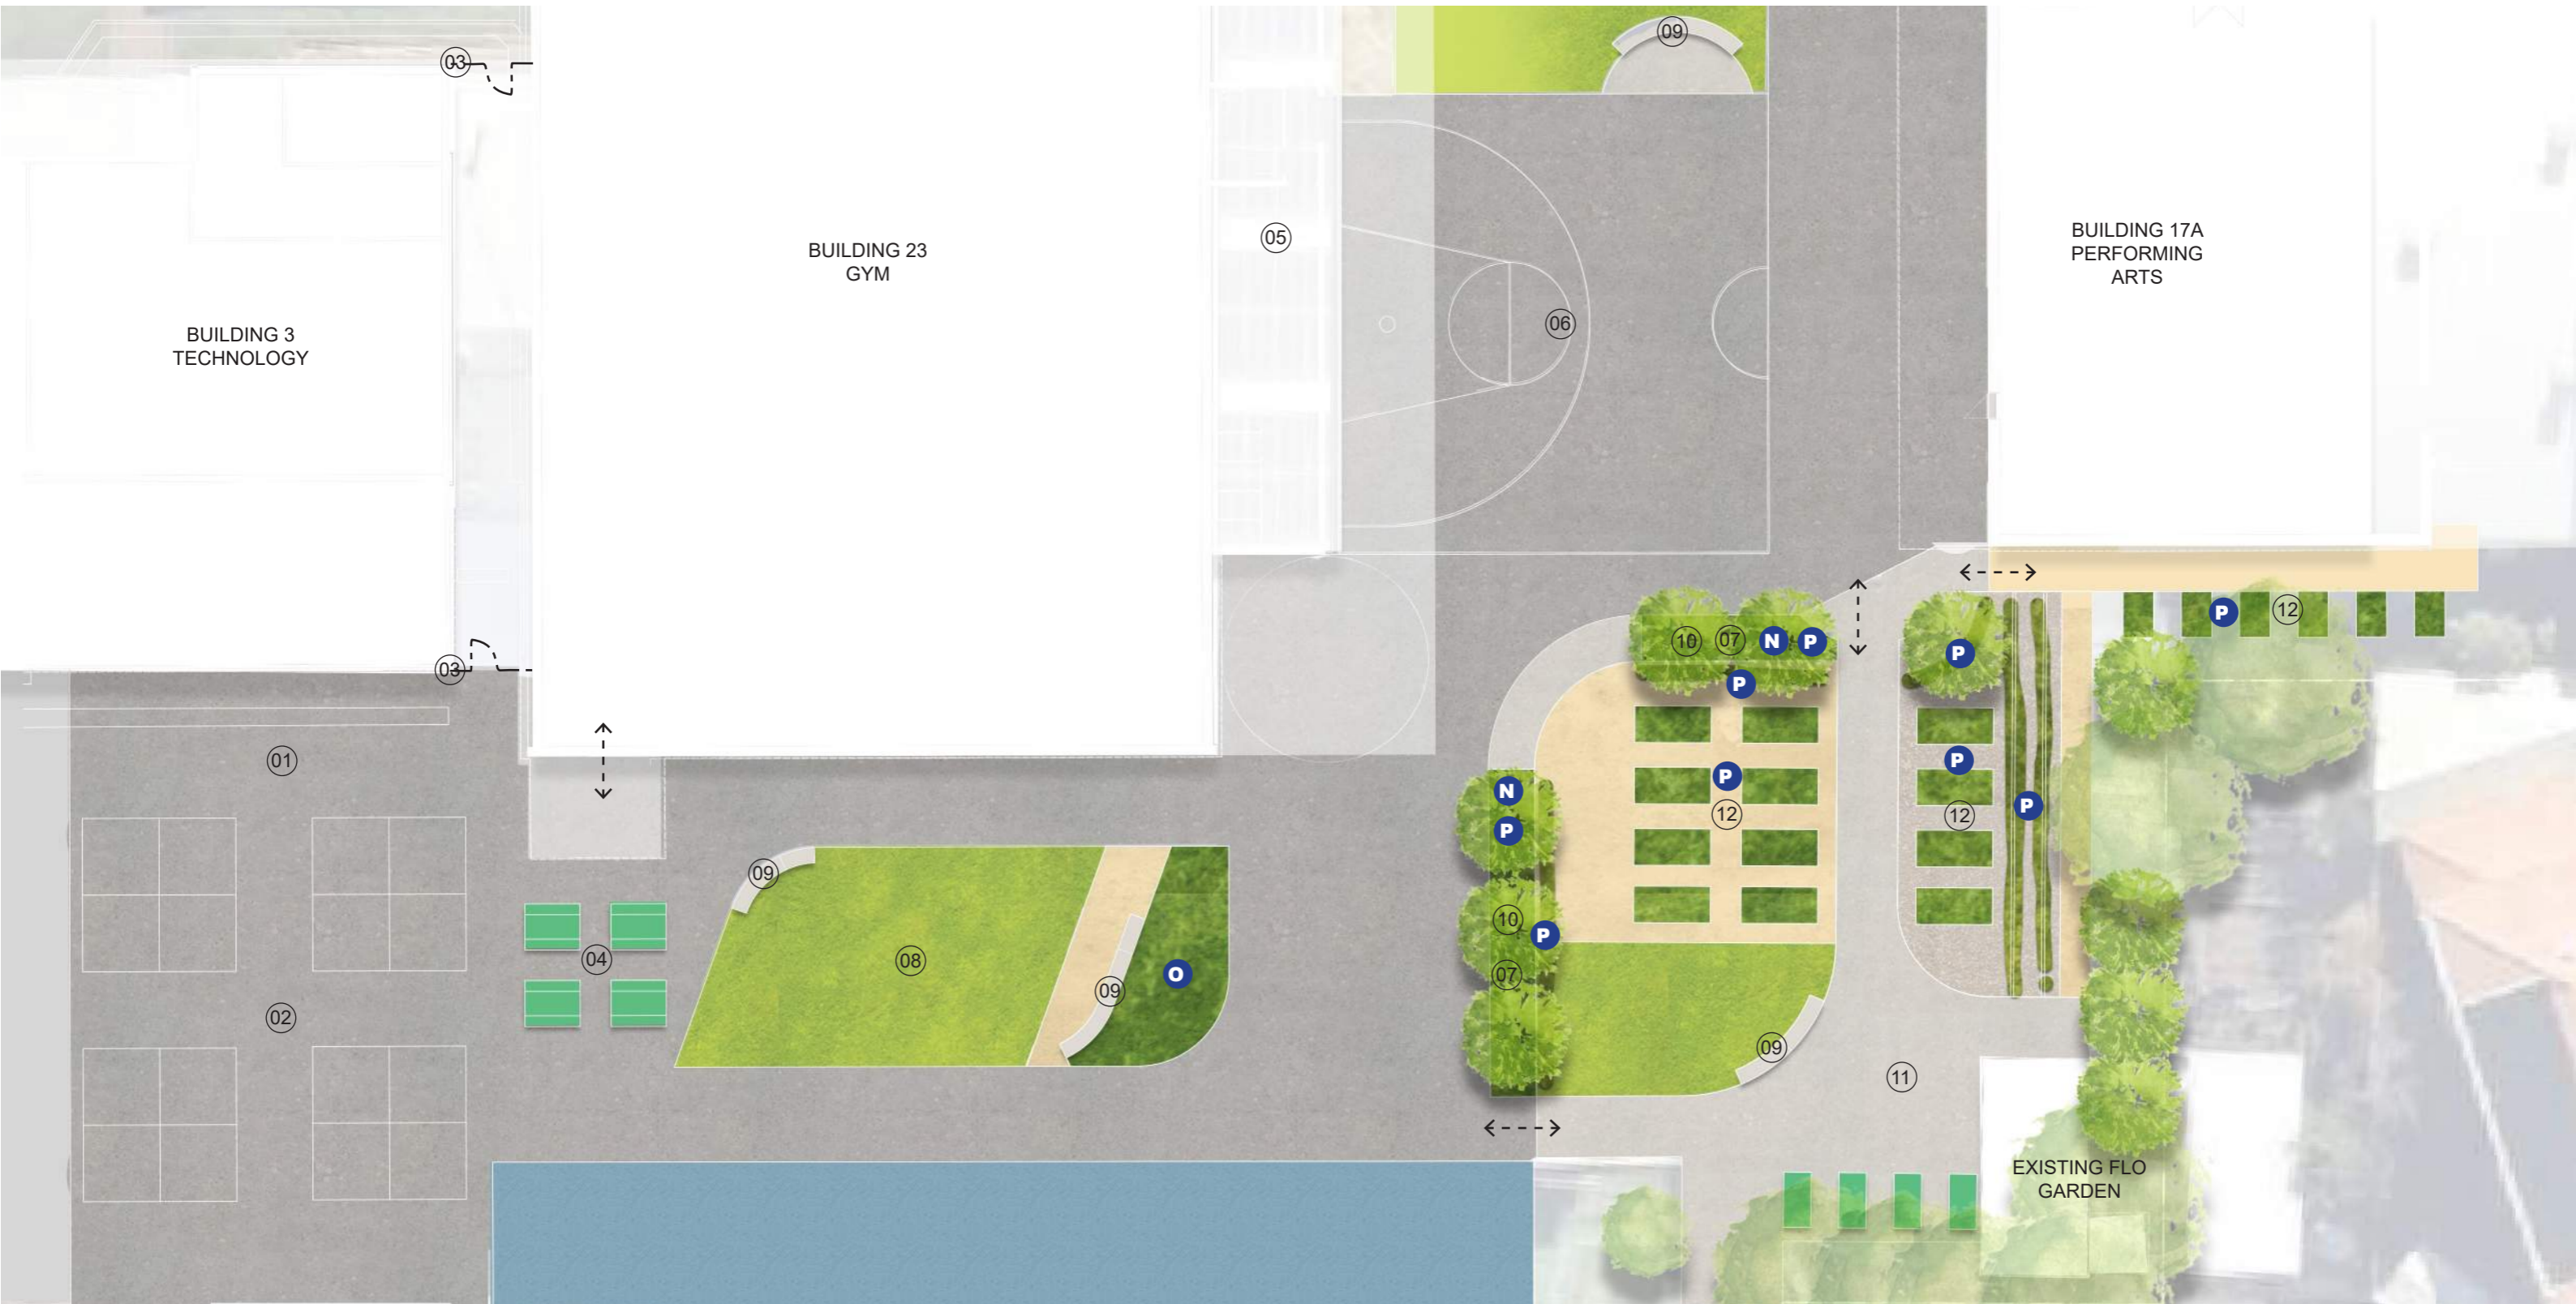 03
09
05
BUILDING 23
GYM
BUILDING 17A
PERFORMING
ARTS
06
BUILDING 3
TECHNOLOGY
03
10 07 N P
P
P
P 12
01
N
P
P
12
P
12
P
09
10
P
04
08
09
O
07
02
09
11
EXISTING FLO
GARDEN